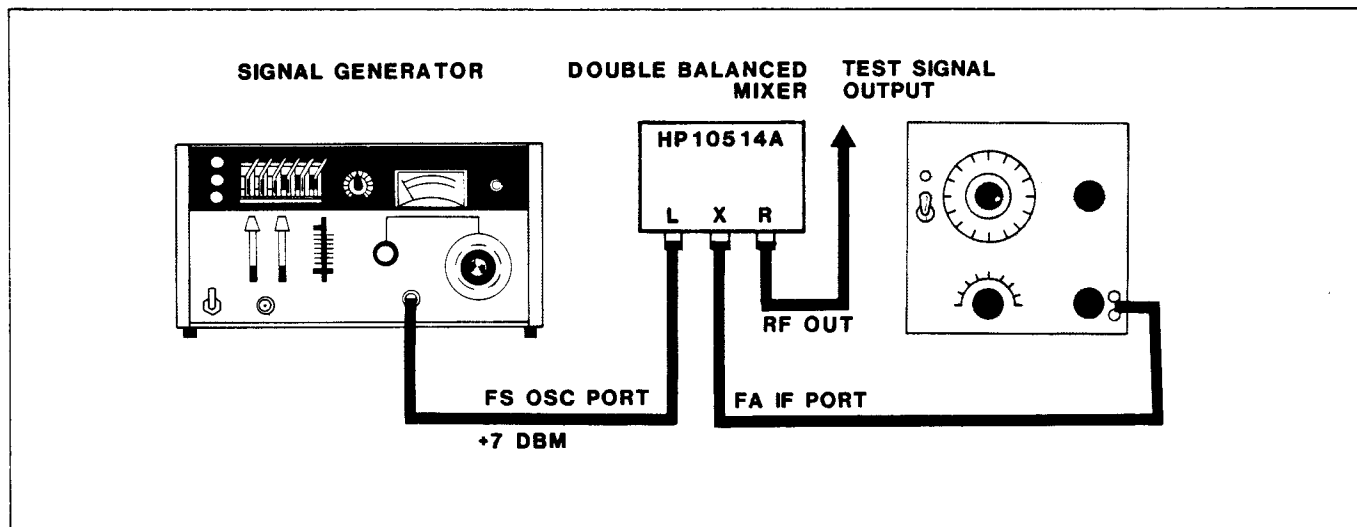 SIGNAL GENERATOR
DOUBLE BALANCED
MIXER
TEST SIGNAL
OUTPUT
HP10514A
L X R
RF OUT
FS OSC PORT
+7 DBM
FA IF PORT